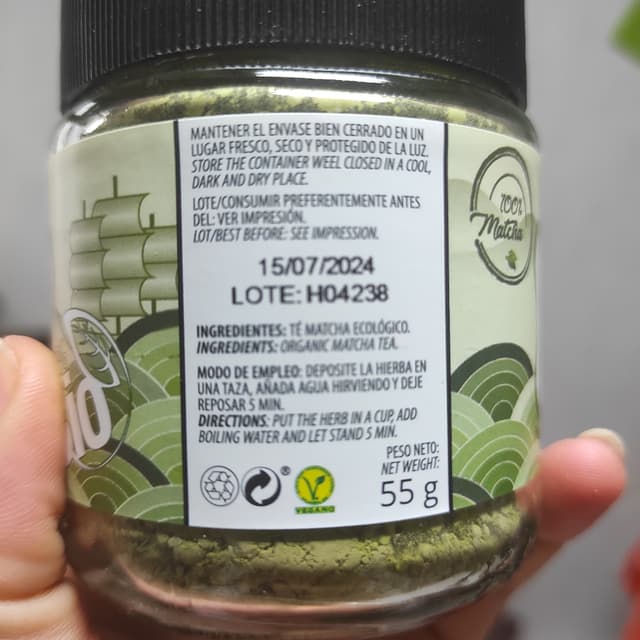 MANTENER EL ENVASE BIEN CERRADO EN UN
LUGAR FRESCO, SECO Y PROTEGIDO DE LA LUZ.
STORE THE CONTAINER WEEL CLOSED IN A COOL,
DARK AND DRY PLACE.
LOTE/CONSUMIR PREFERENTEMENTE ANTES
DEL: VER IMPRESIÓN.
LOT/BEST BEFORE: SEE IMPRESSION.
15/07/2024
LOTE: H04238
INGREDIENTES: TÉ MATCHA ECOLÓGICO.
INGREDIENTS: ORGANIC MATCHA TEA.
MODO DE EMPLEO: DEPOSITE LA HIERBA EN
UNA TAZA, AÑADA AGUA HIRVIENDO Y DEJE
REPOSAR 5 MIN.
DIRECTIONS: PUT THE HERB IN A CUP, ADD
BOILING WATER AND LET STAND 5 MIN.
®
VEGANO
PESO NETO:
NET WEIGHT:
55 g
100%
Matcha